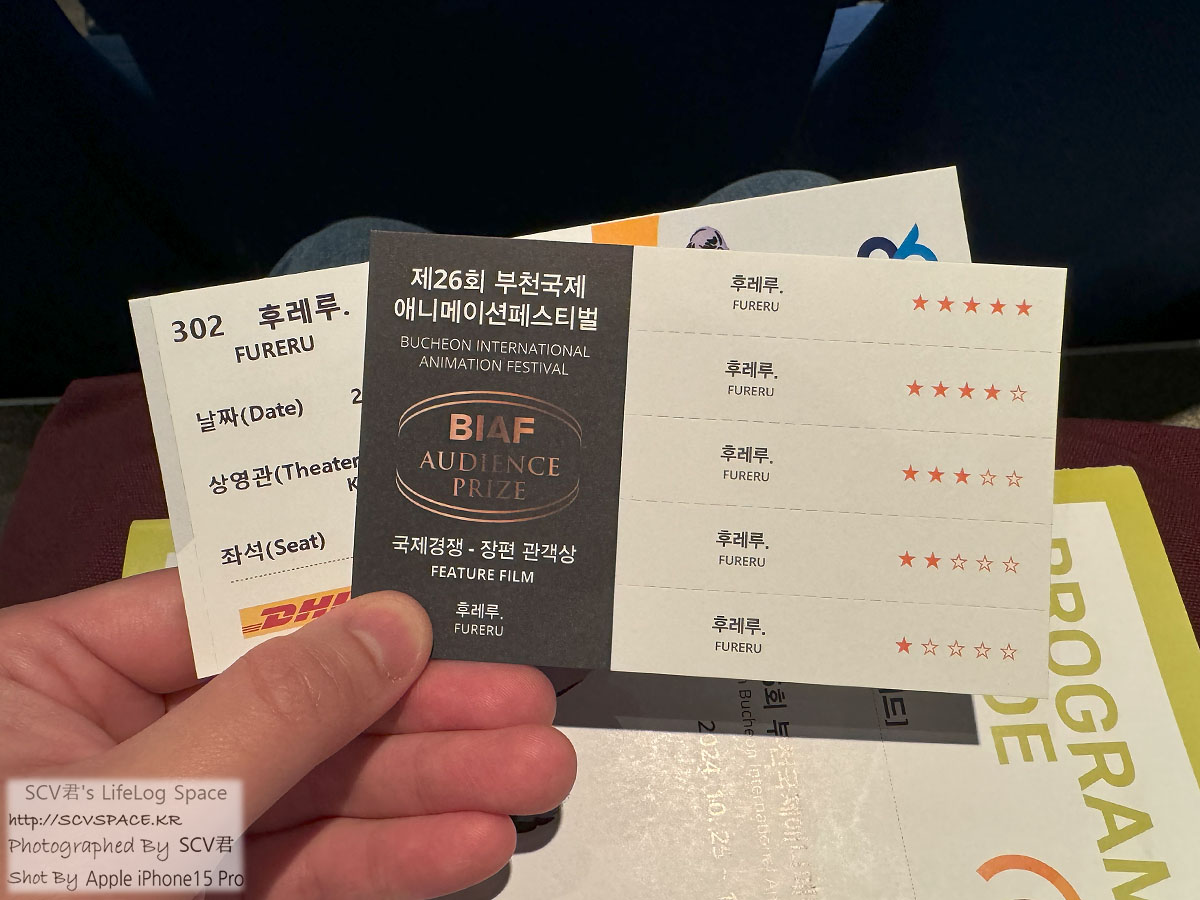 302 후레루.
FURERU
날짜(Date) 2
상영관(Theater
K
좌석(Seat)
DHL
제26회 부천국제
애니메이션페스티벌
BUCHEON INTERNATIONAL
ANIMATION FESTIVAL
BIAF
AUDIENCE
PRIZE
국제경쟁 - 장편 관객상
FEATURE FILM
후레루.
FURERU
후레루.
FURERU
★★★★★
후레루.
FURERU
★★★★☆
후레루.
FURERU
★★★☆☆
후레루.
FURERU
★★☆☆☆
후레루.
FURERU
★☆☆☆☆
PROGRAM
2024.10.24 -
SCV君's LifeLog Space
http://SCVSPACE.KR
Photographed By SCV君
Shot By Apple iPhone15 Pro